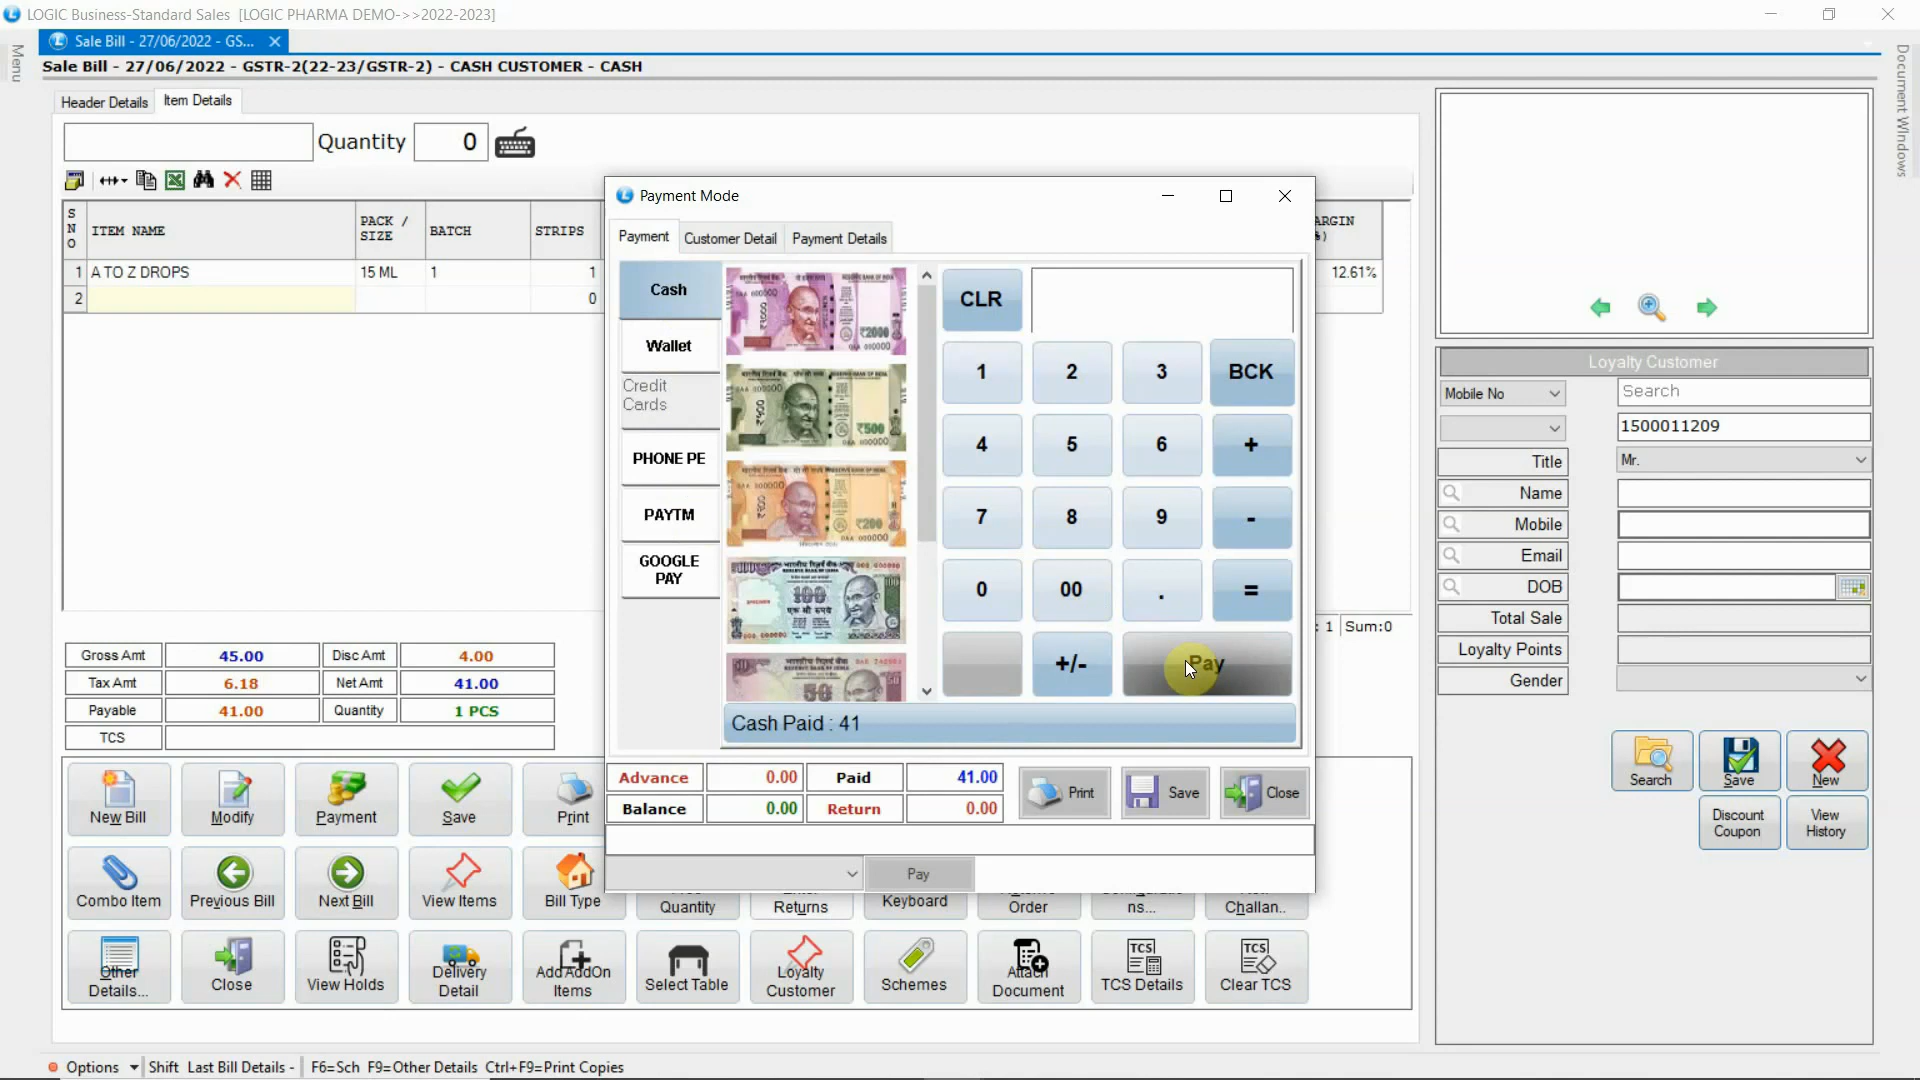 LOGIC Business-Standard Sales [LOGIC PHARMA DEMO->>2022-2023]
Menu
Sale Bill - 27/06/2022 - GS...
Sale Bill - 27/06/2022 - GSTR-2(22-23/GSTR-2) - CASH CUSTOMER - CASH
Document Windows
Header Details
Item Details
Quantity
0
S N O
ITEM NAME
PACK / SIZE
BATCH
STRIPS
1 A TO Z DROPS 15 ML 1 1
12.61%
2 0
: 1
Sum:0
Gross Amt 45.00 Disc Amt 4.00
Tax Amt 6.18 Net Amt 41.00
Payable 41.00 Quantity 1 PCS
TCS
Payment Mode
Payment
Customer Detail
Payment Details
Cash
Wallet
Credit Cards
PHONE PE
PAYTM
GOOGLE PAY
₹2000
₹500
₹200
100
50
CLR
1 2 3 BCK
4 5 6 +
7 8 9 -
0 00 . =
+/- Pay
Cash Paid : 41
Advance 0.00 Paid 41.00
Balance 0.00 Return 0.00
Print
Save
Close
Pay
New Bill
Modify
Payment
Save
Print
Combo Item
Previous Bill
Next Bill
View Items
Bill Type
Quantity
Returns
Keyboard
Order
ns...
Challan..
Other Details...
Close
View Holds
Delivery Detail
Add AddOn Items
Select Table
Loyalty Customer
Schemes
Attach Document
TCS
TCS Details
TCS
Clear TCS
Loyalty Customer
Mobile No
Search
1500011209
Title
Mr.
Name
Mobile
Email
DOB
Total Sale
Loyalty Points
Gender
Search
Save
New
Discount Coupon
View History
Options
Shift Last Bill Details -
F6=Sch F9=Other Details Ctrl+F9=Print Copies